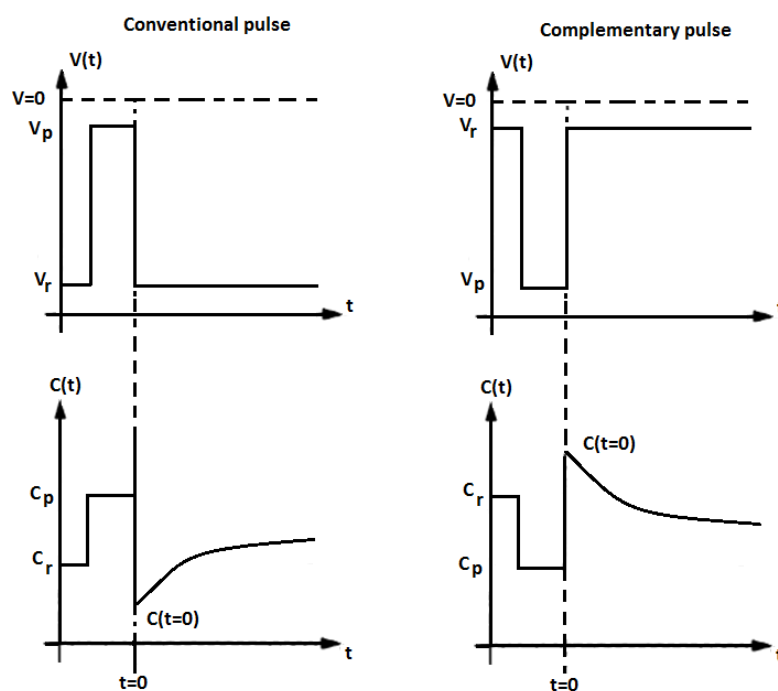 Conventional pulse
V(t)
V=0
Vp
Vr
t
C(t)
Cp
Cr
C(t=0)
t
t=0
Complementary pulse
V(t)
V=0
Vr
Vp
t
C(t)
C(t=0)
Cr
Cp
t
t=0